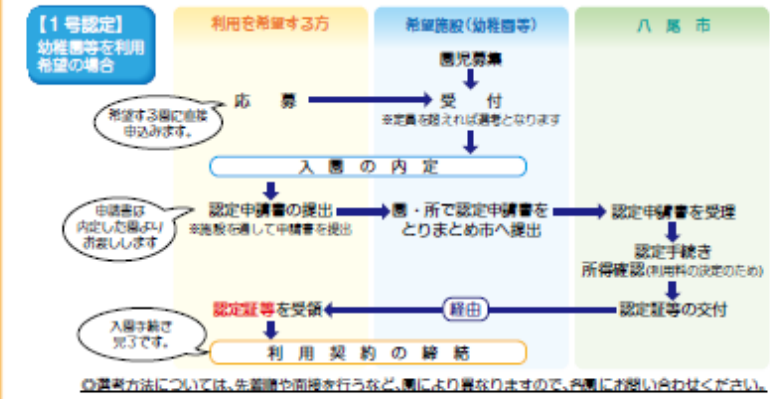 【1号認定】
幼稚園等を利用
希望の場合
利用を希望する方
希望施設(幼稚園等)
八尾市
園児募集
応募
受付
※定員を超えれば選考となります
希望する園に直接
申込みます。
入園の内定
申請書は
内定した園より
お渡しします
認定申請書の提出
※施設を通して申請書を提出
園・所で認定申請書を
とりまとめ市へ提出
認定申請書を受理
認定手続き
所得確認(利用料の決定のため)
認定証等を受領
経由
認定証等の交付
入園手続き
完了です。
利用契約の締結
◎選考方法については、先着順や面接を行うなど、園により異なりますので、各園にお問い合わせください。